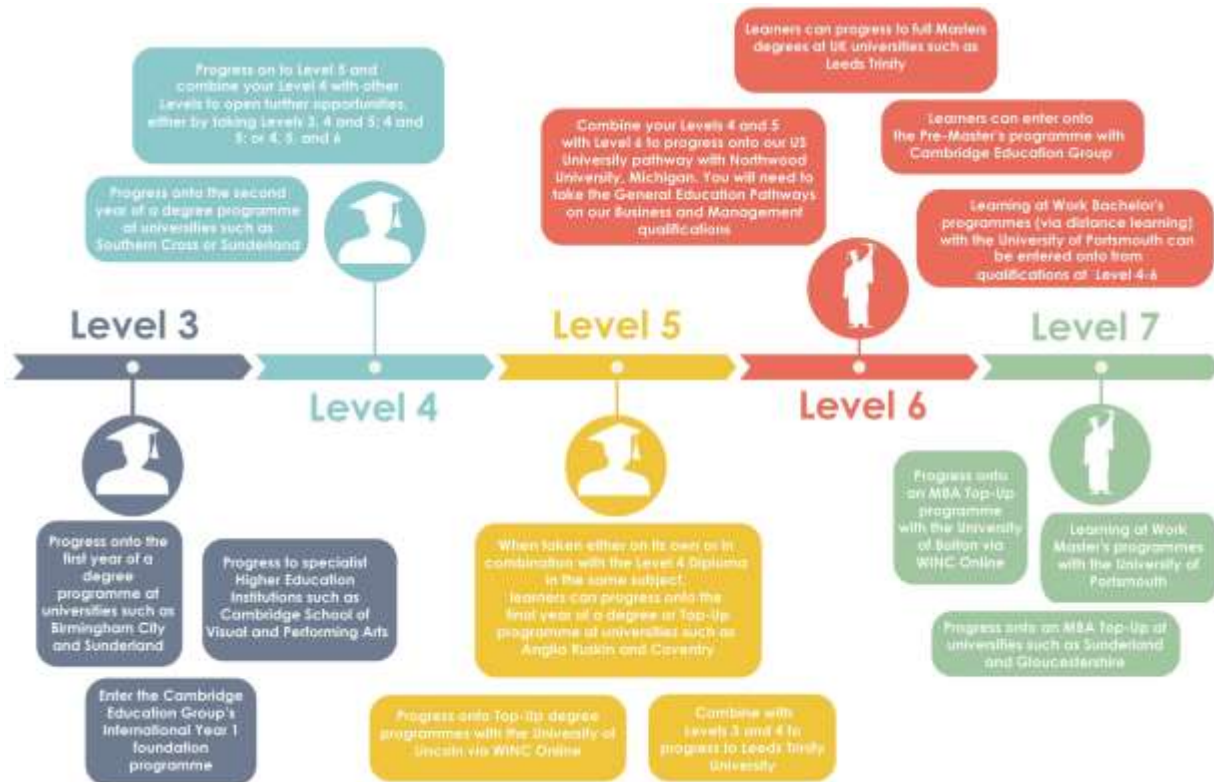 Learners can progress to full Masters
degrees at UK universities such as
Leeds Trinity
Progress on to Level 5 and
combine your Level 4 with other
Levels to open further opportunities,
either by taking Levels 3, 4 and 5; 4 and
5; or 4, 5, and 6
Combine your Levels 4 and 5
with Level 6 to progress onto our US
University pathway with Northwood
University, Michigan. You will need to
take the General Education Pathways
on our Business and Management
qualifications
Learners can enter onto
the Pre-Master's programme with
Cambridge Education Group
Progress onto the second
year of a degree programme
at universities such as
Southern Cross or Sunderland
Learning at Work Bachelor's
programmes (via distance learning)
with the University of Portsmouth can
be entered onto from
qualifications at Level 4-6
Level 3
Level 5
Level 7
Level 4
Level 6
Progress onto the
first year of a
degree
programme at
universities such as
Birmingham City
and Sunderland
Progress to specialist
Higher Education
Institutions such as
Cambridge School of
Visual and Performing Arts
Enter the Cambridge
Education Group's
International Year 1
foundation
programme
When taken either on its own or in
combination with the Level 4 Diploma
in the same subject,
learners can progress onto the
final year of a degree or Top-Up
programme at universities such as
Anglia Ruskin and Coventry
Progress onto Top-Up degree
programmes with the University of
Lincoln via WINC Online
Combine with
Levels 3 and 4 to
progress to Leeds Trinity
University
Progress onto
an MBA Top-Up
programme
with the University
of Bolton via
WINC Online
Learning at Work
Master's programmes
with the University of
Portsmouth
Progress onto an MBA Top-Up at
universities such as Sunderland
and Gloucestershire